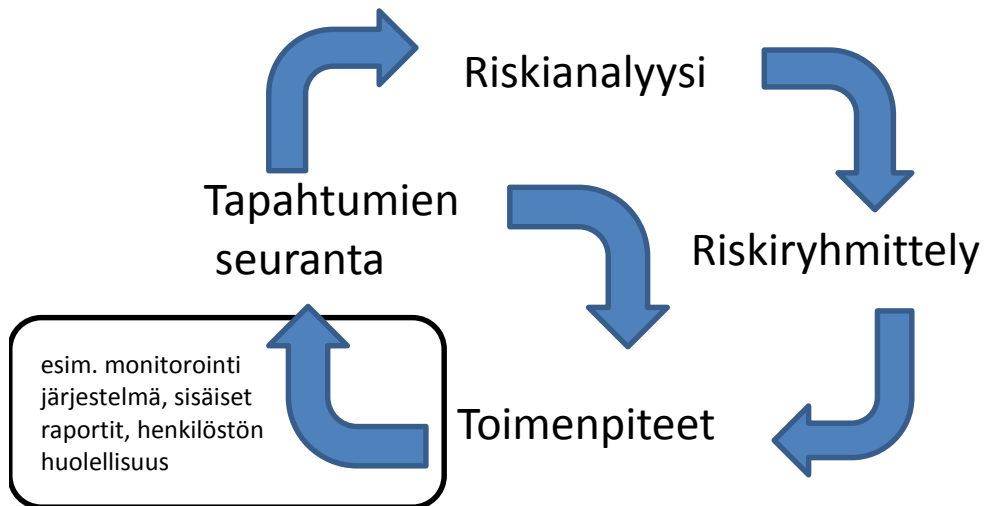 Riskianalyysi
Tapahtumien
seuranta
Riskiryhmittely
esim. monitorointi
järjestelmä, sisäiset
raportit, henkilöstön
huolellisuus
Toimenpiteet